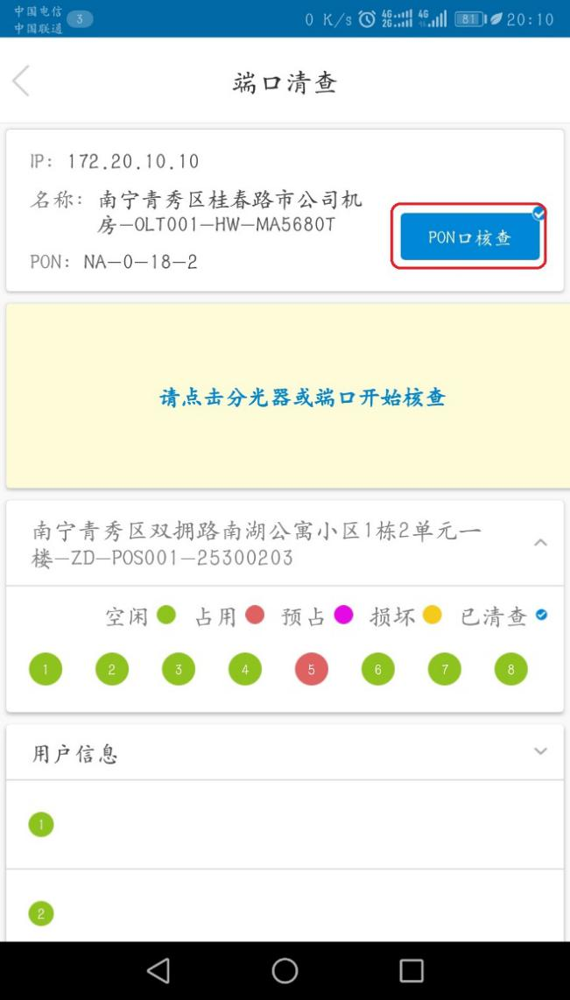 中国电信
中国联通
3
0 K/s 4G 2G 4G 81 20:10
端口清查
IP: 172.20.10.10
名称: 南宁青秀区桂春路市公司机
房-OLT001-HW-MA5680T
PON口核查
PON: NA-0-18-2
请点击分光器或端口开始核查
南宁青秀区双拥路南湖公寓小区1栋2单元一
楼-ZD-POS001-25300203
空闲 占用 预占 损坏 已清查
1 2 3 4 5 6 7 8
用户信息
1
2